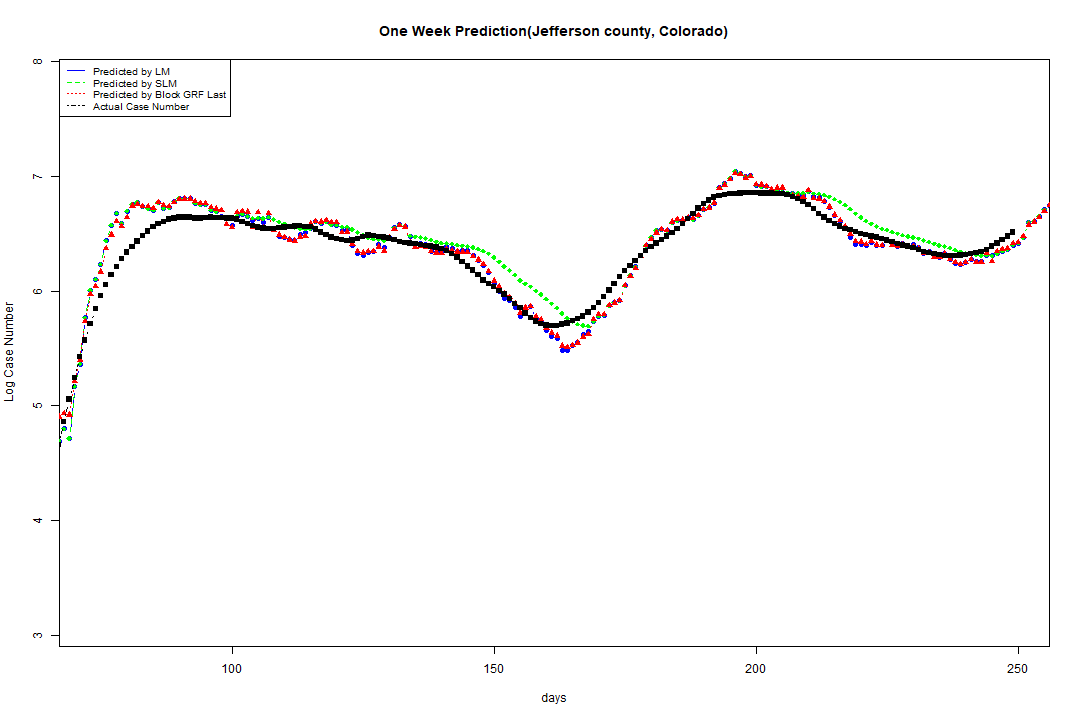 One Week Prediction(Jefferson county, Colorado)
Predicted by LM
Predicted by SLM
Predicted by Block GRF Last
Actual Case Number
8
7
6
5
4
3
Log Case Number
100 150 200 250
days